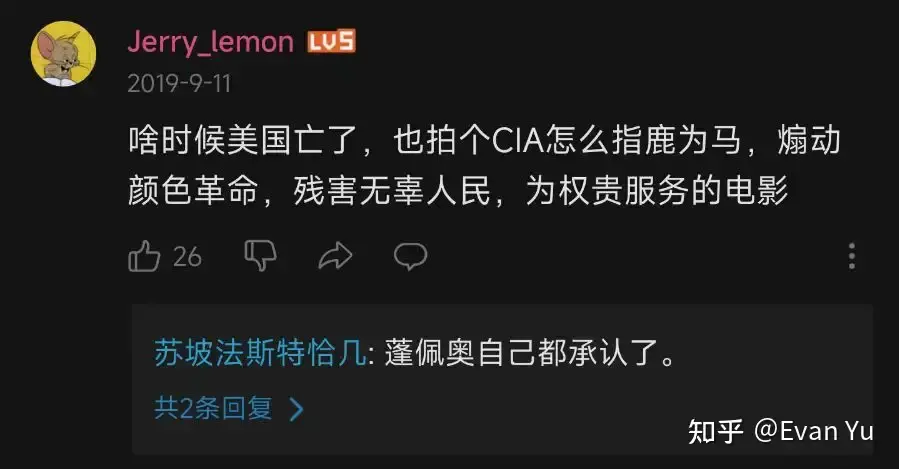 Jerry_lemon LV5
2019-9-11
啥时候美国亡了，也拍个CIA怎么指鹿为马，煽动
颜色革命，残害无辜人民，为权贵服务的电影
26
苏坡法斯特恰几: 蓬佩奥自己都承认了。
共2条回复
知乎 @Evan Yu